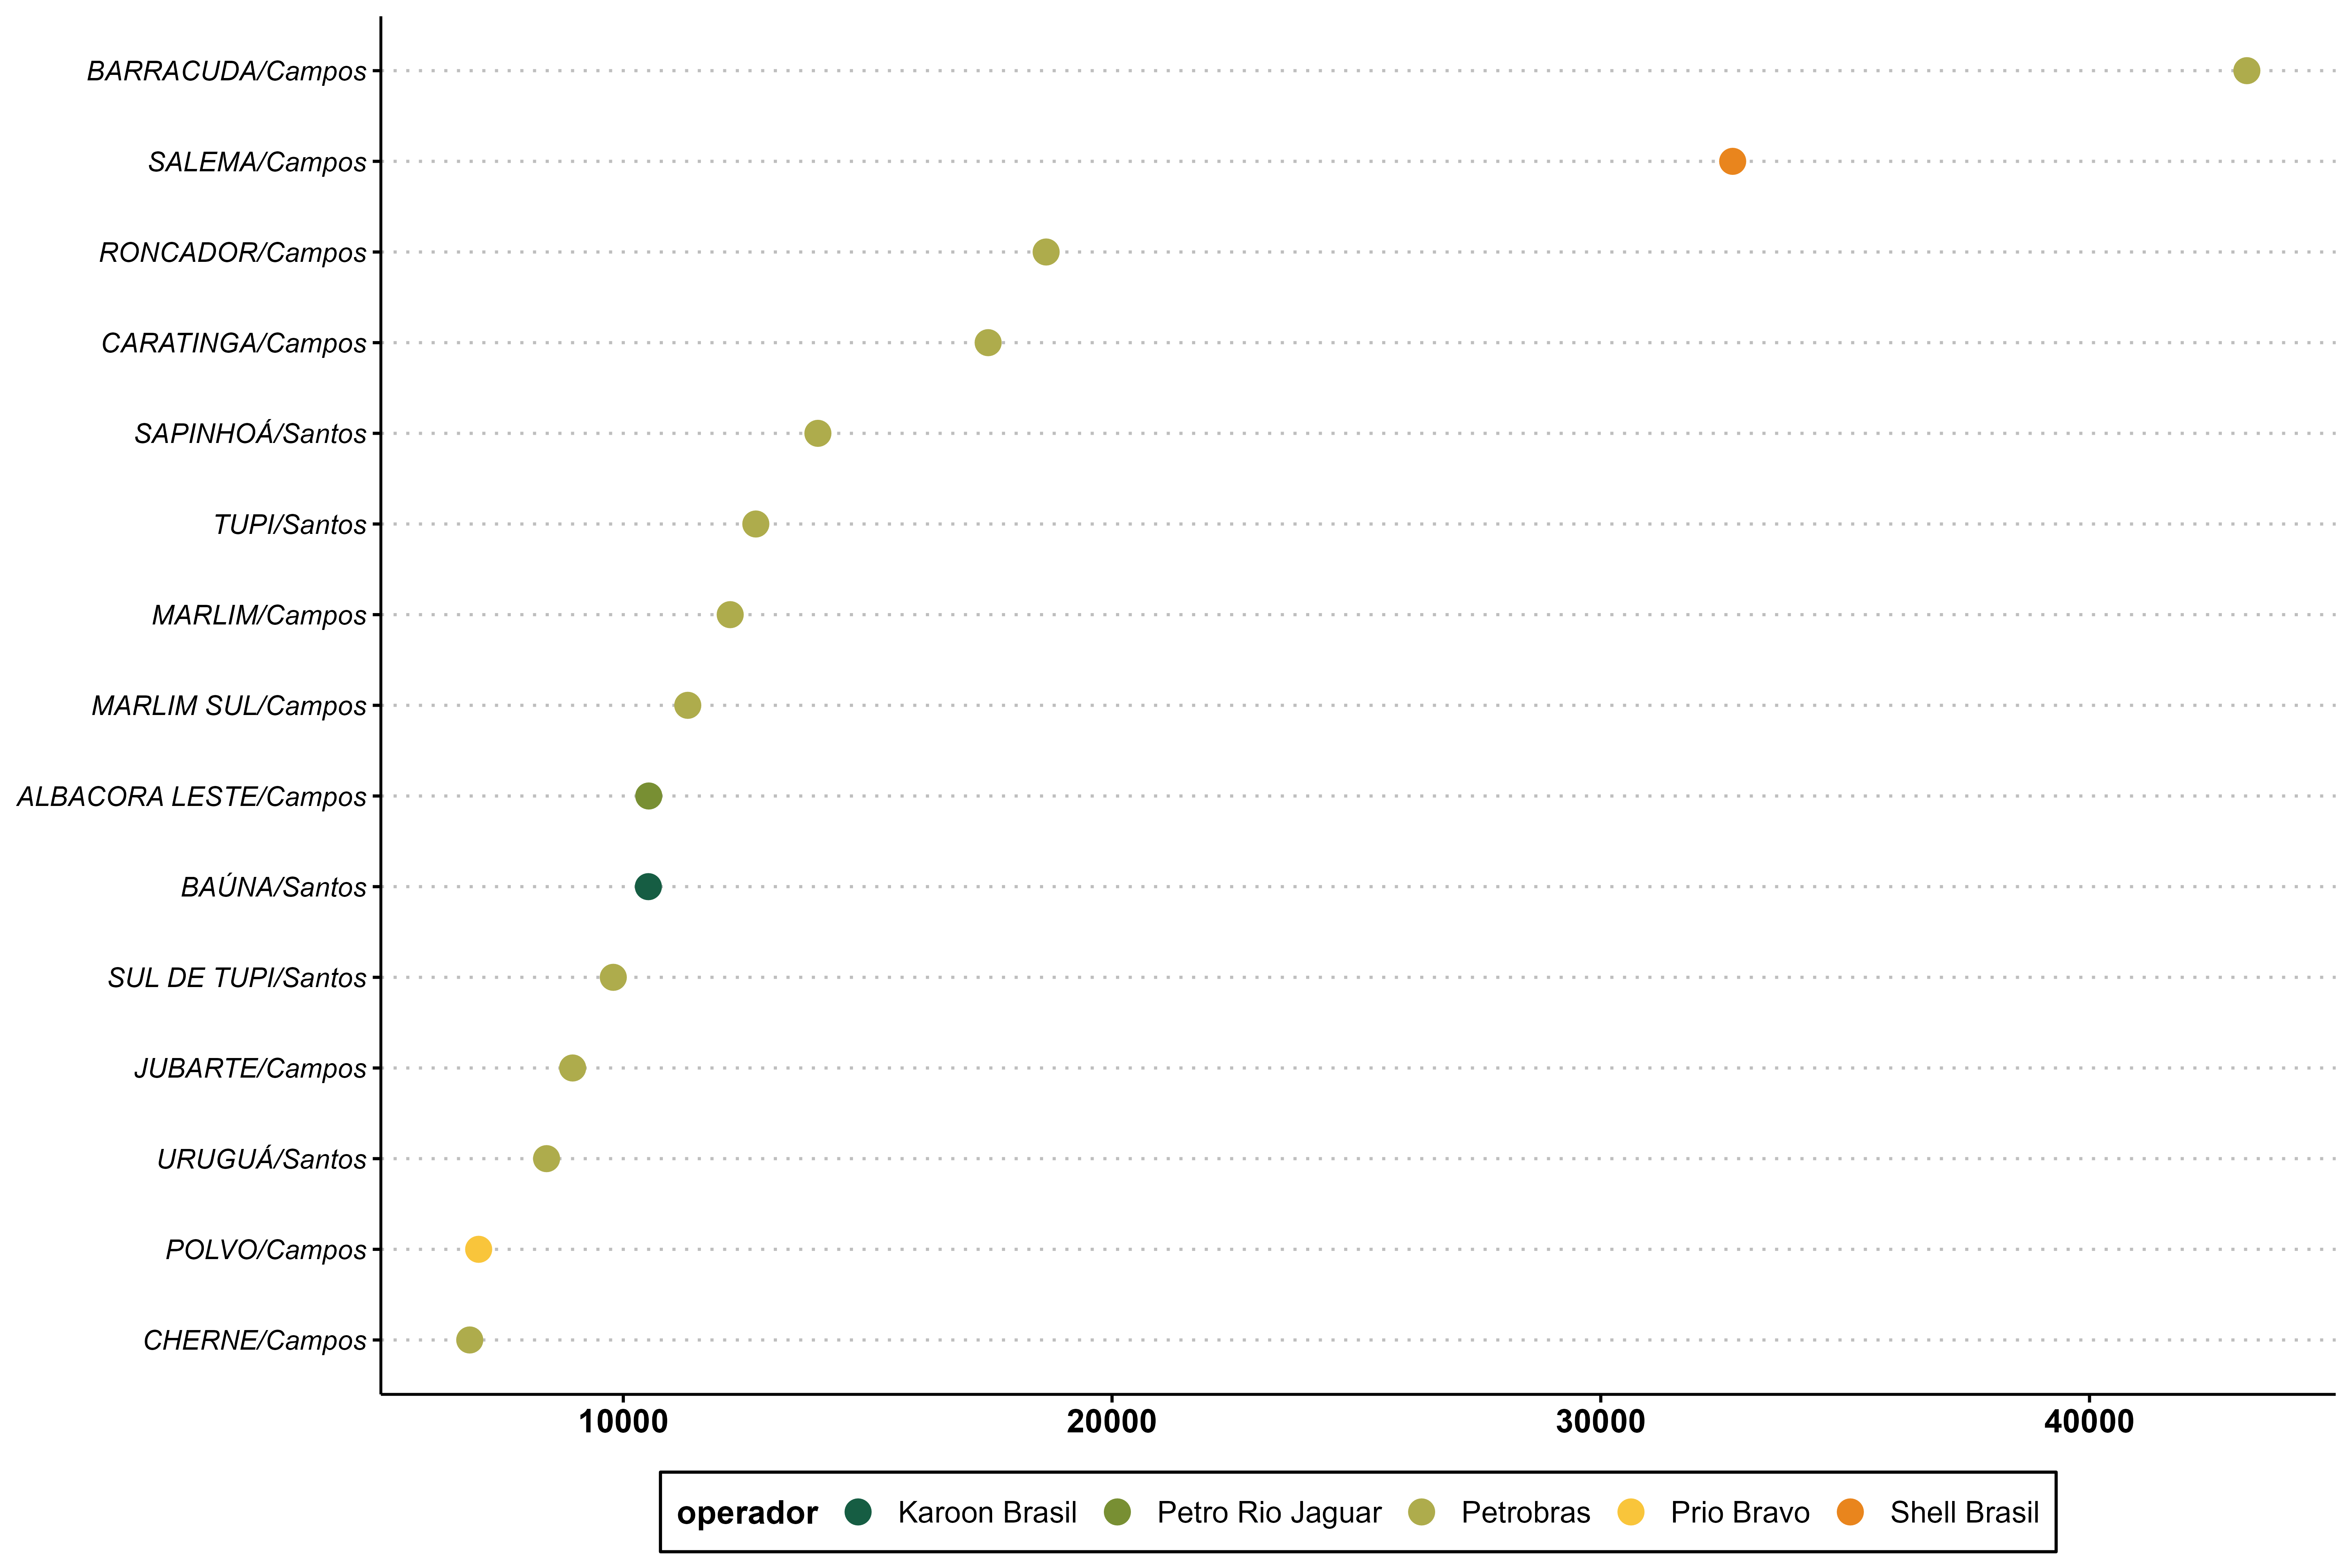 BARRACUDA/Campos
SALEMA/Campos
RONCADOR/Campos
CARATINGA/Campos
SAPINHOÁ/Santos
TUPI/Santos
MARLIM/Campos
MARLIM SUL/Campos
ALBACORA LESTE/Campos
BAÚNA/Santos
SUL DE TUPI/Santos
JUBARTE/Campos
URUGUÁ/Santos
POLVO/Campos
CHERNE/Campos
10000 20000 30000 40000
operador Karoon Brasil Petro Rio Jaguar Petrobras Prio Bravo Shell Brasil